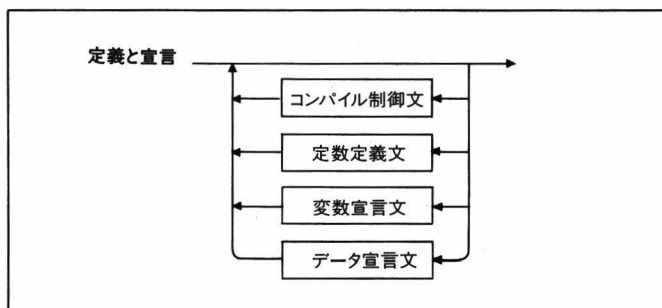 定義と宣言
コンパイル制御文
定数定義文
変数宣言文
データ宣言文